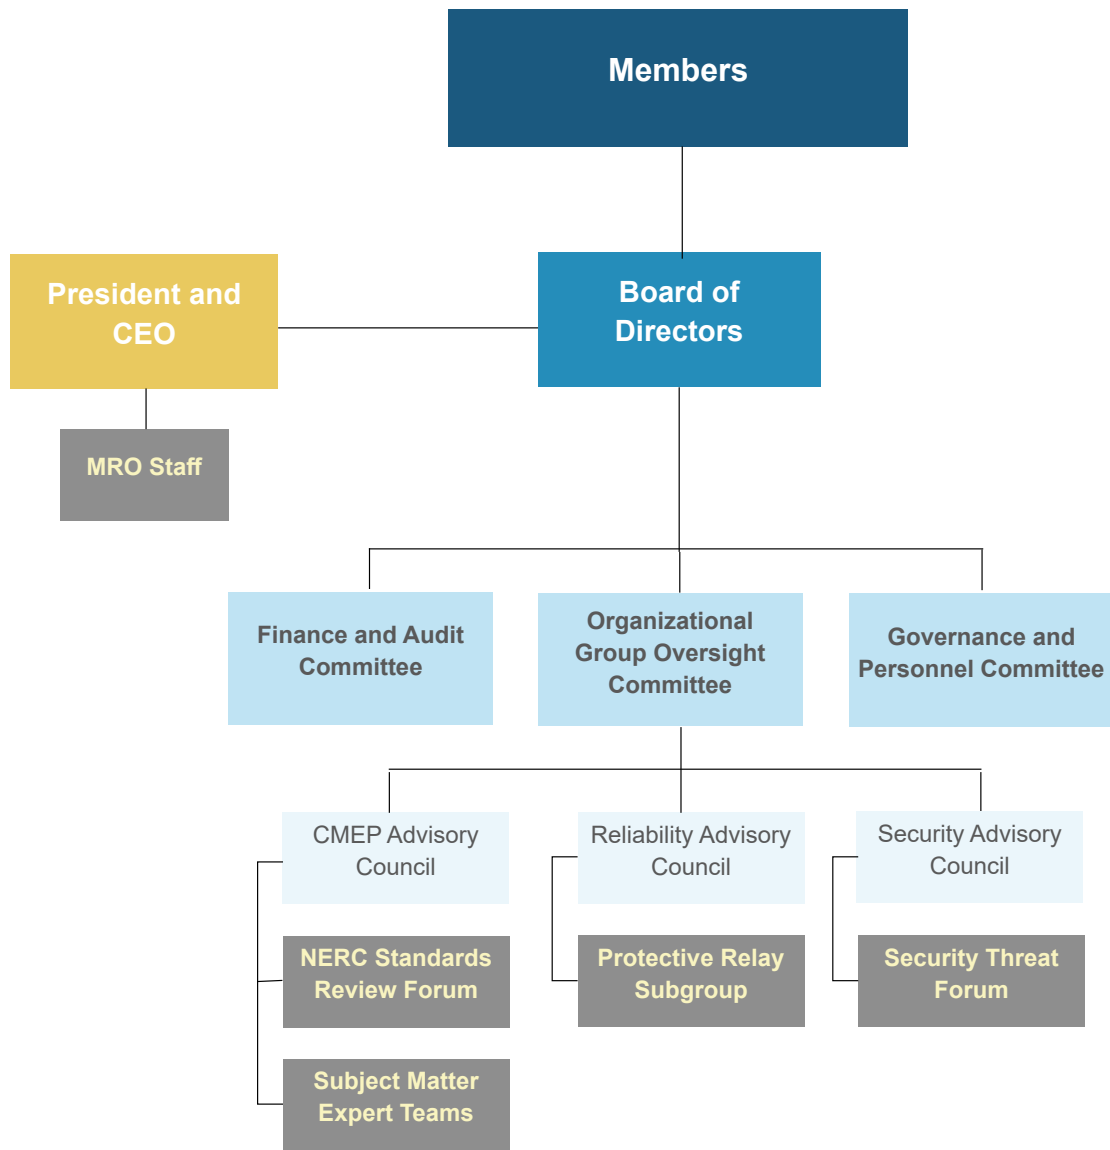 Members
President and
CEO
Board of
Directors
MRO Staff
Finance and Audit
Committee
Organizational
Group Oversight
Committee
Governance and
Personnel Committee
CMEP Advisory
Council
Reliability Advisory
Council
Security Advisory
Council
NERC Standards
Review Forum
Protective Relay
Subgroup
Security Threat
Forum
Subject Matter
Expert Teams